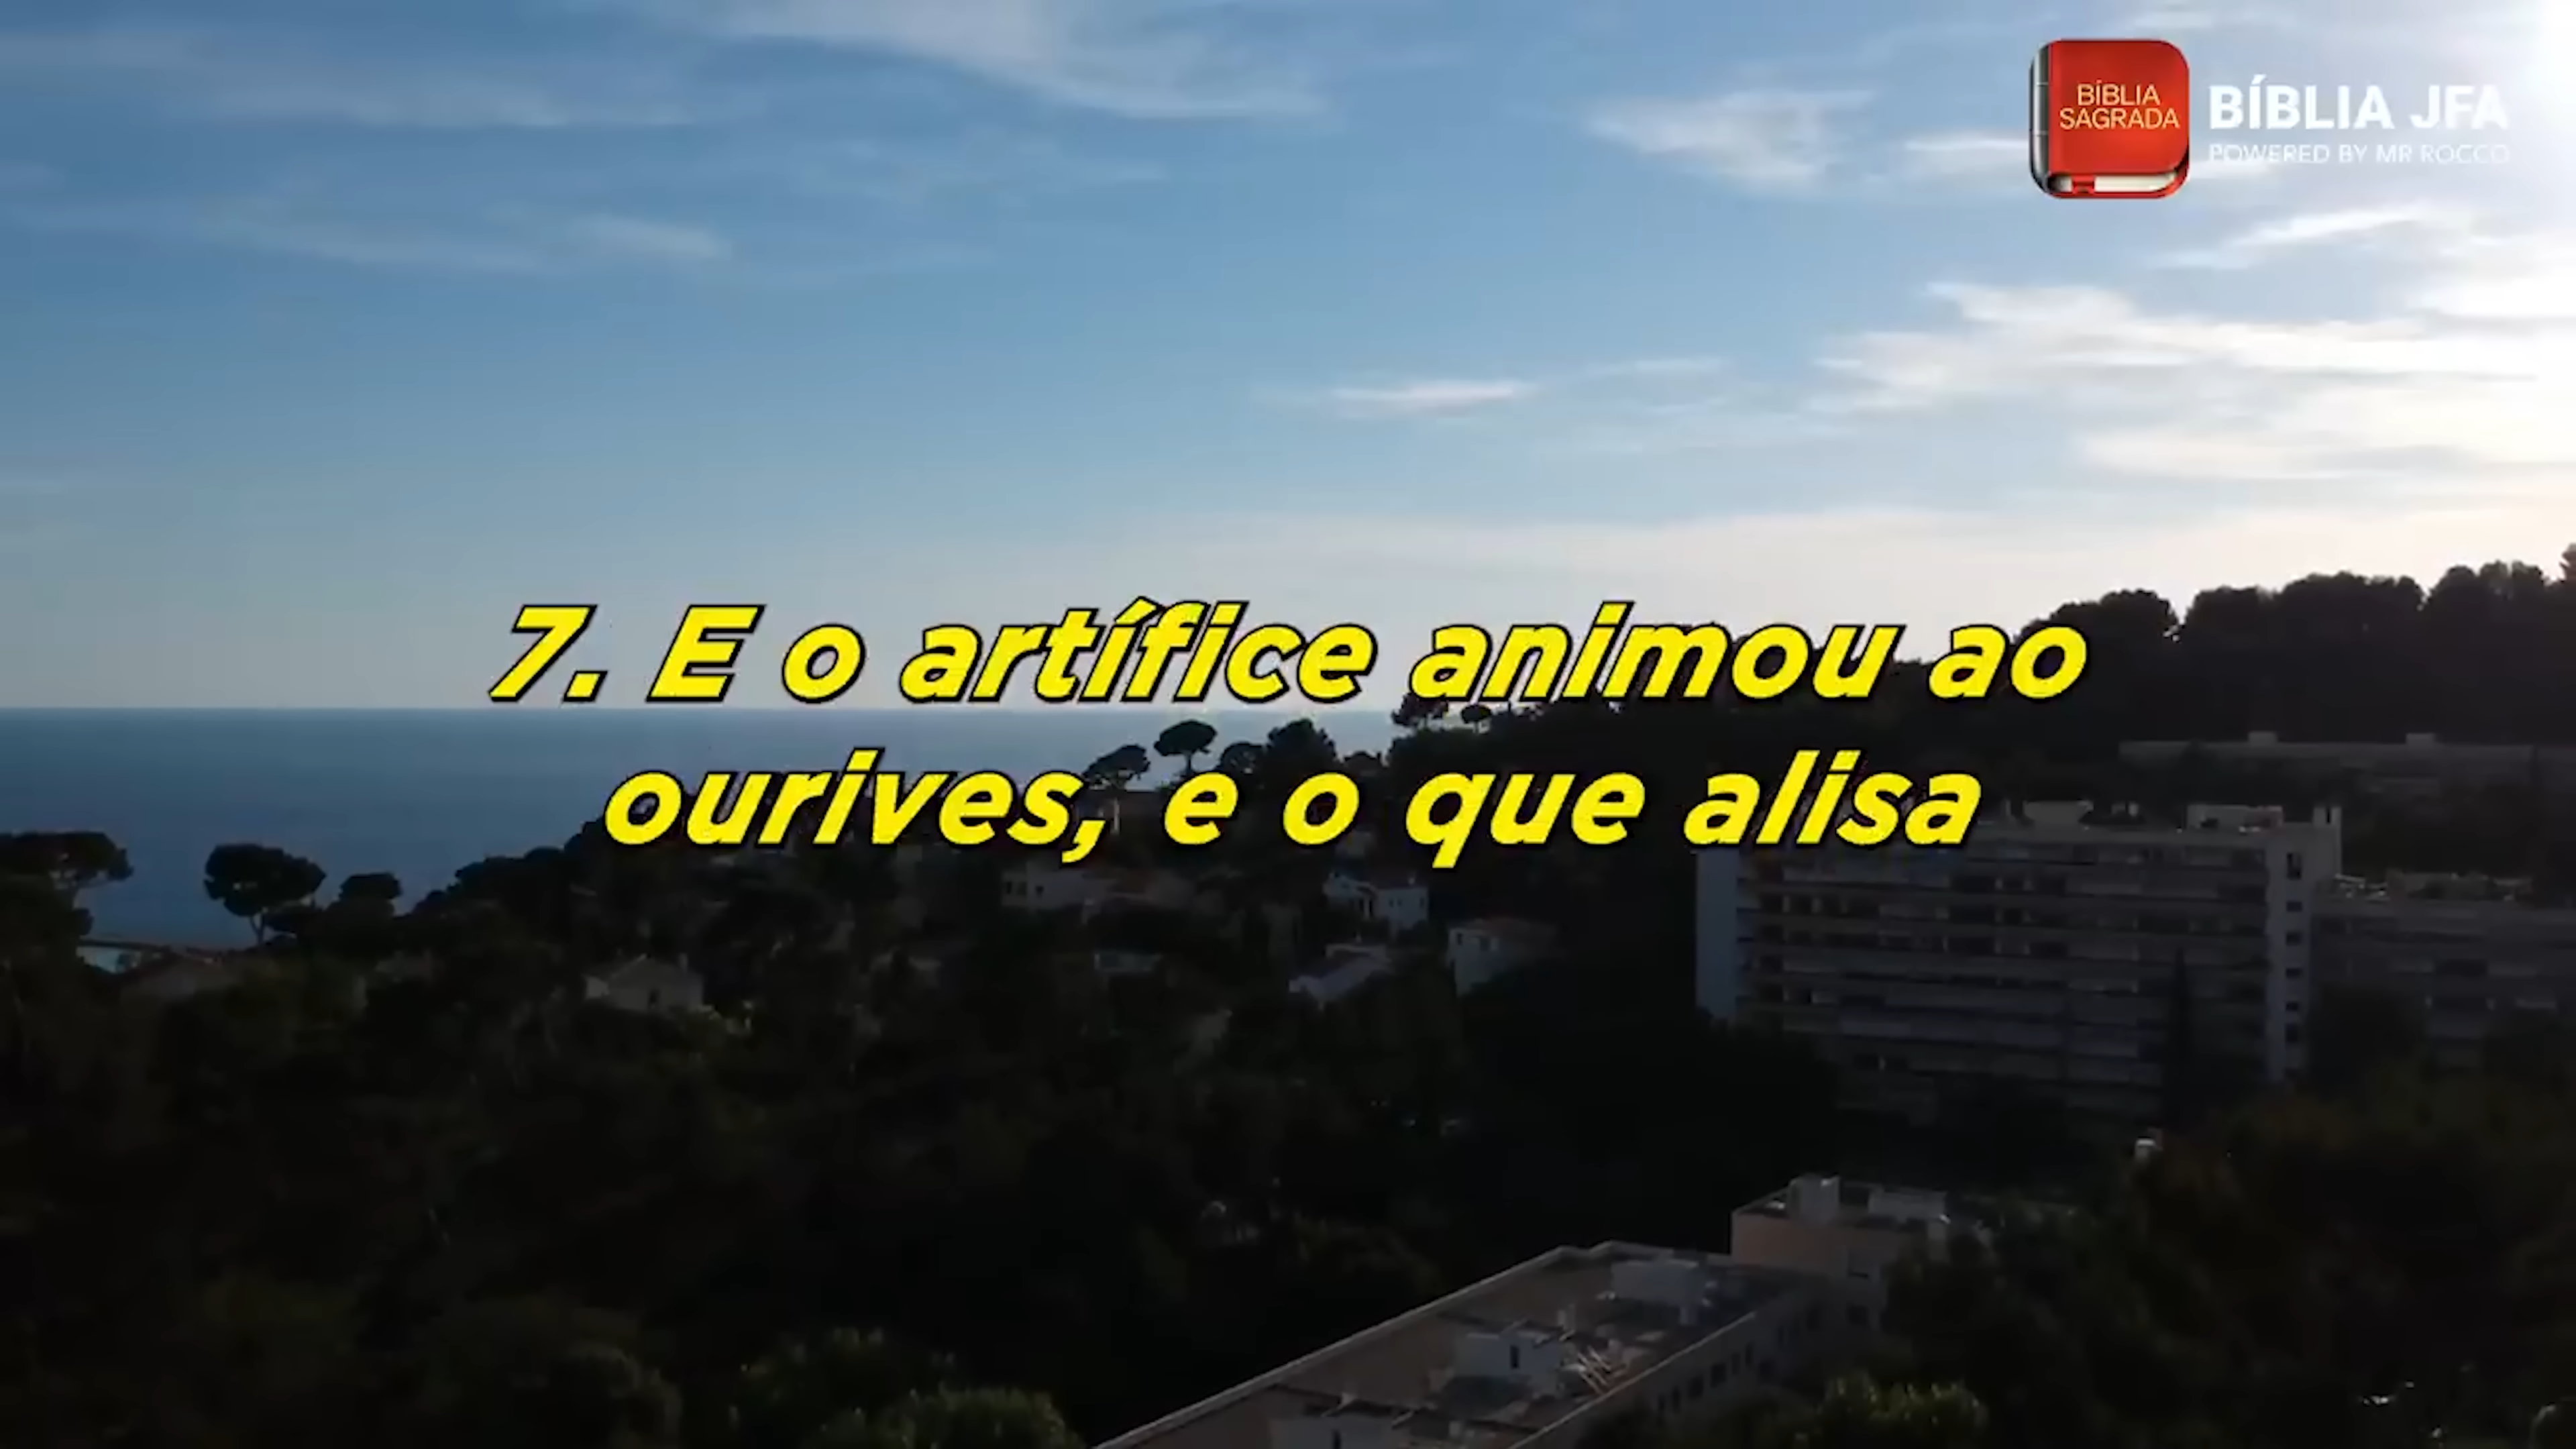 BÍBLIA
SAGRADA
BÍBLIA JFA
POWERED BY MR ROCCO
7. E o artífice animou ao
ourives, e o que alisa